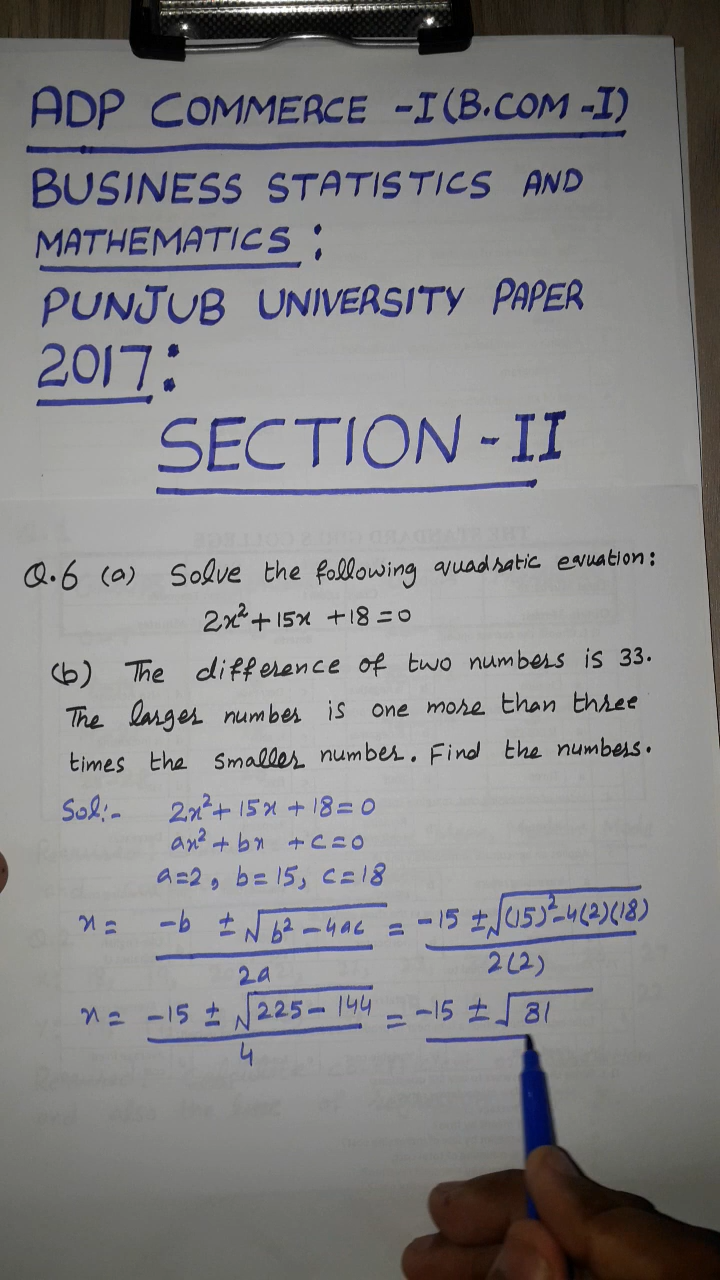 ADP COMMERCE -I (B.COM -I)
BUSINESS STATISTICS AND
MATHEMATICS :
PUNJUB UNIVERSITY PAPER
2017:
SECTION - II
Q.6 (a) Solve the following quadratic equation:
2x²+15x +18=0
(b) The difference of two numbers is 33.
The larger number is one more than three
times the smaller number. Find the numbers.
Sol:- 2x²+15x+18=0
ax²+bx +c=0
a=2, b=15, c=18
x = (-b ± √(b²-4ac))/2a = (-15 ± √((15)²-4(2)(18)))/2(2)
x = (-15 ± √(225-144))/4 = -15 ± √81